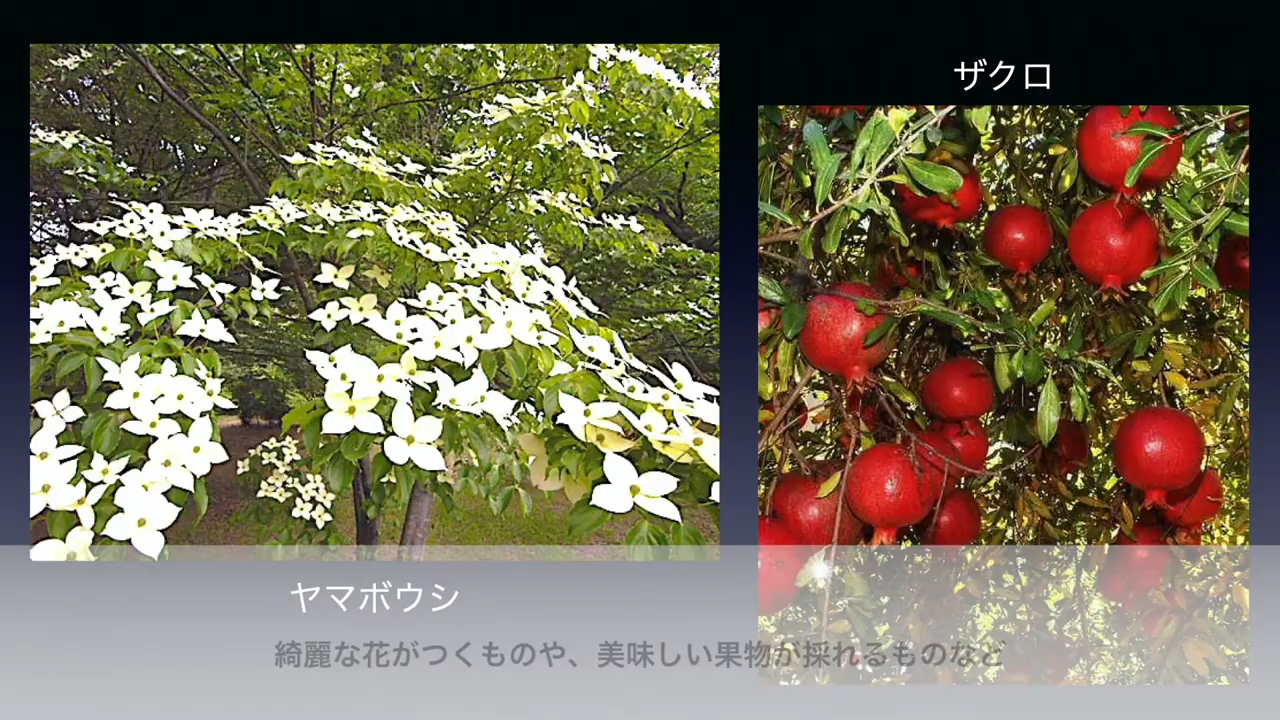 ザクロ
ヤマボウシ
綺麗な花がつくものや、美味しい果物が採れるものなど